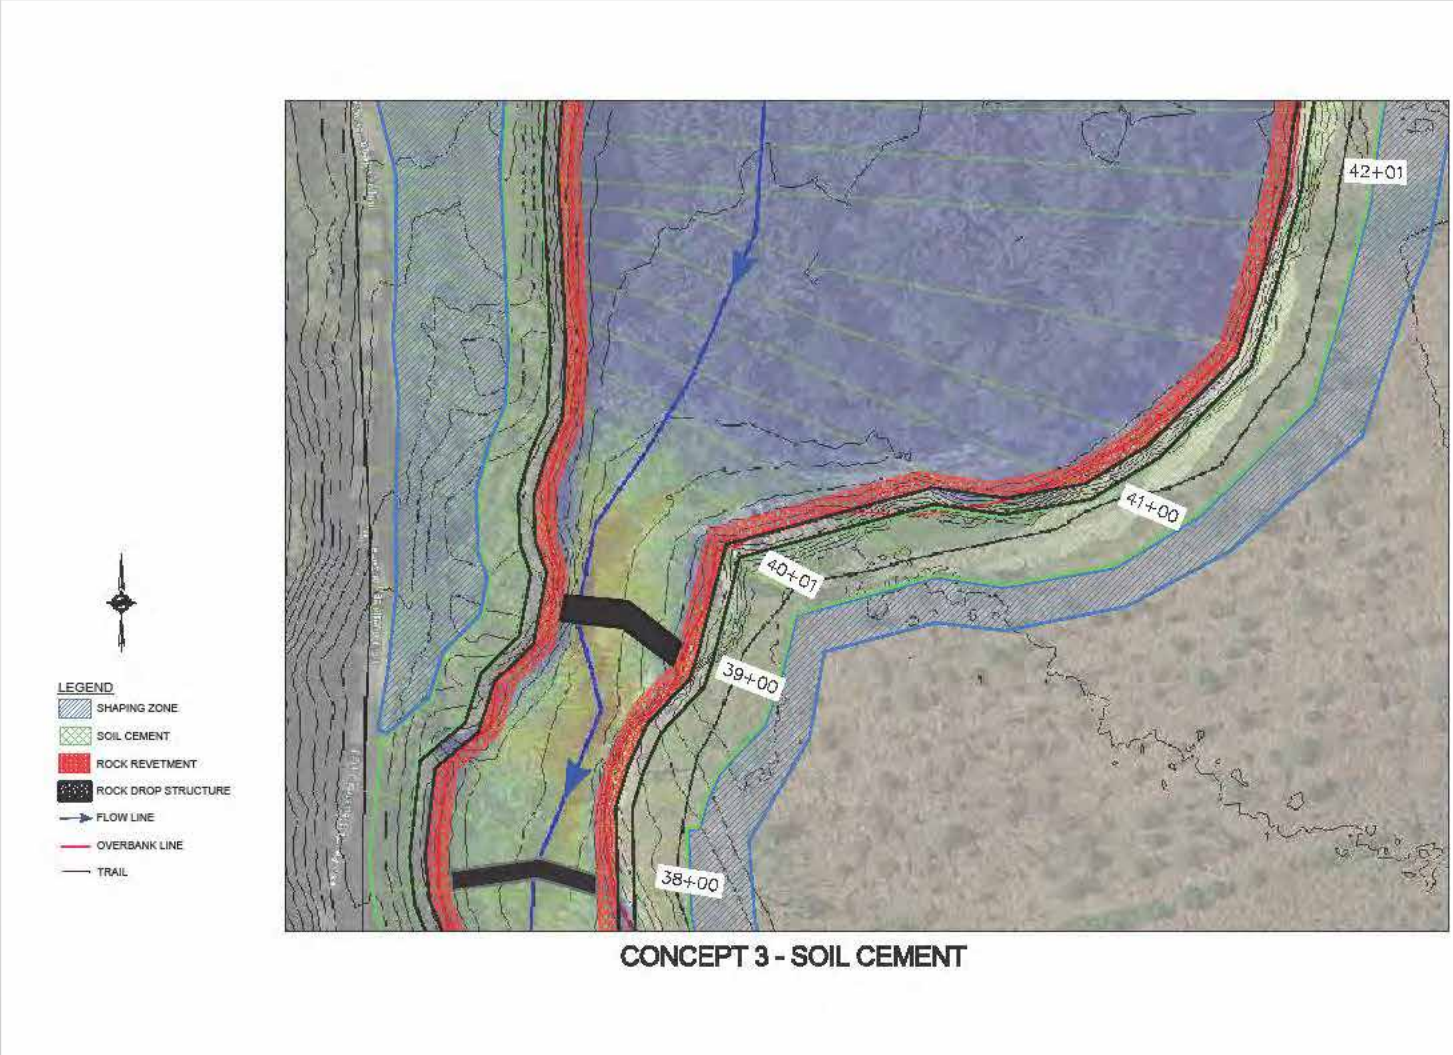 42+01
41+00
40+01
39+00
38+00
LEGEND
SHAPING ZONE
SOIL CEMENT
ROCK REVETMENT
ROCK DROP STRUCTURE
FLOW LINE
OVERBANK LINE
TRAIL
CONCEPT 3 - SOIL CEMENT